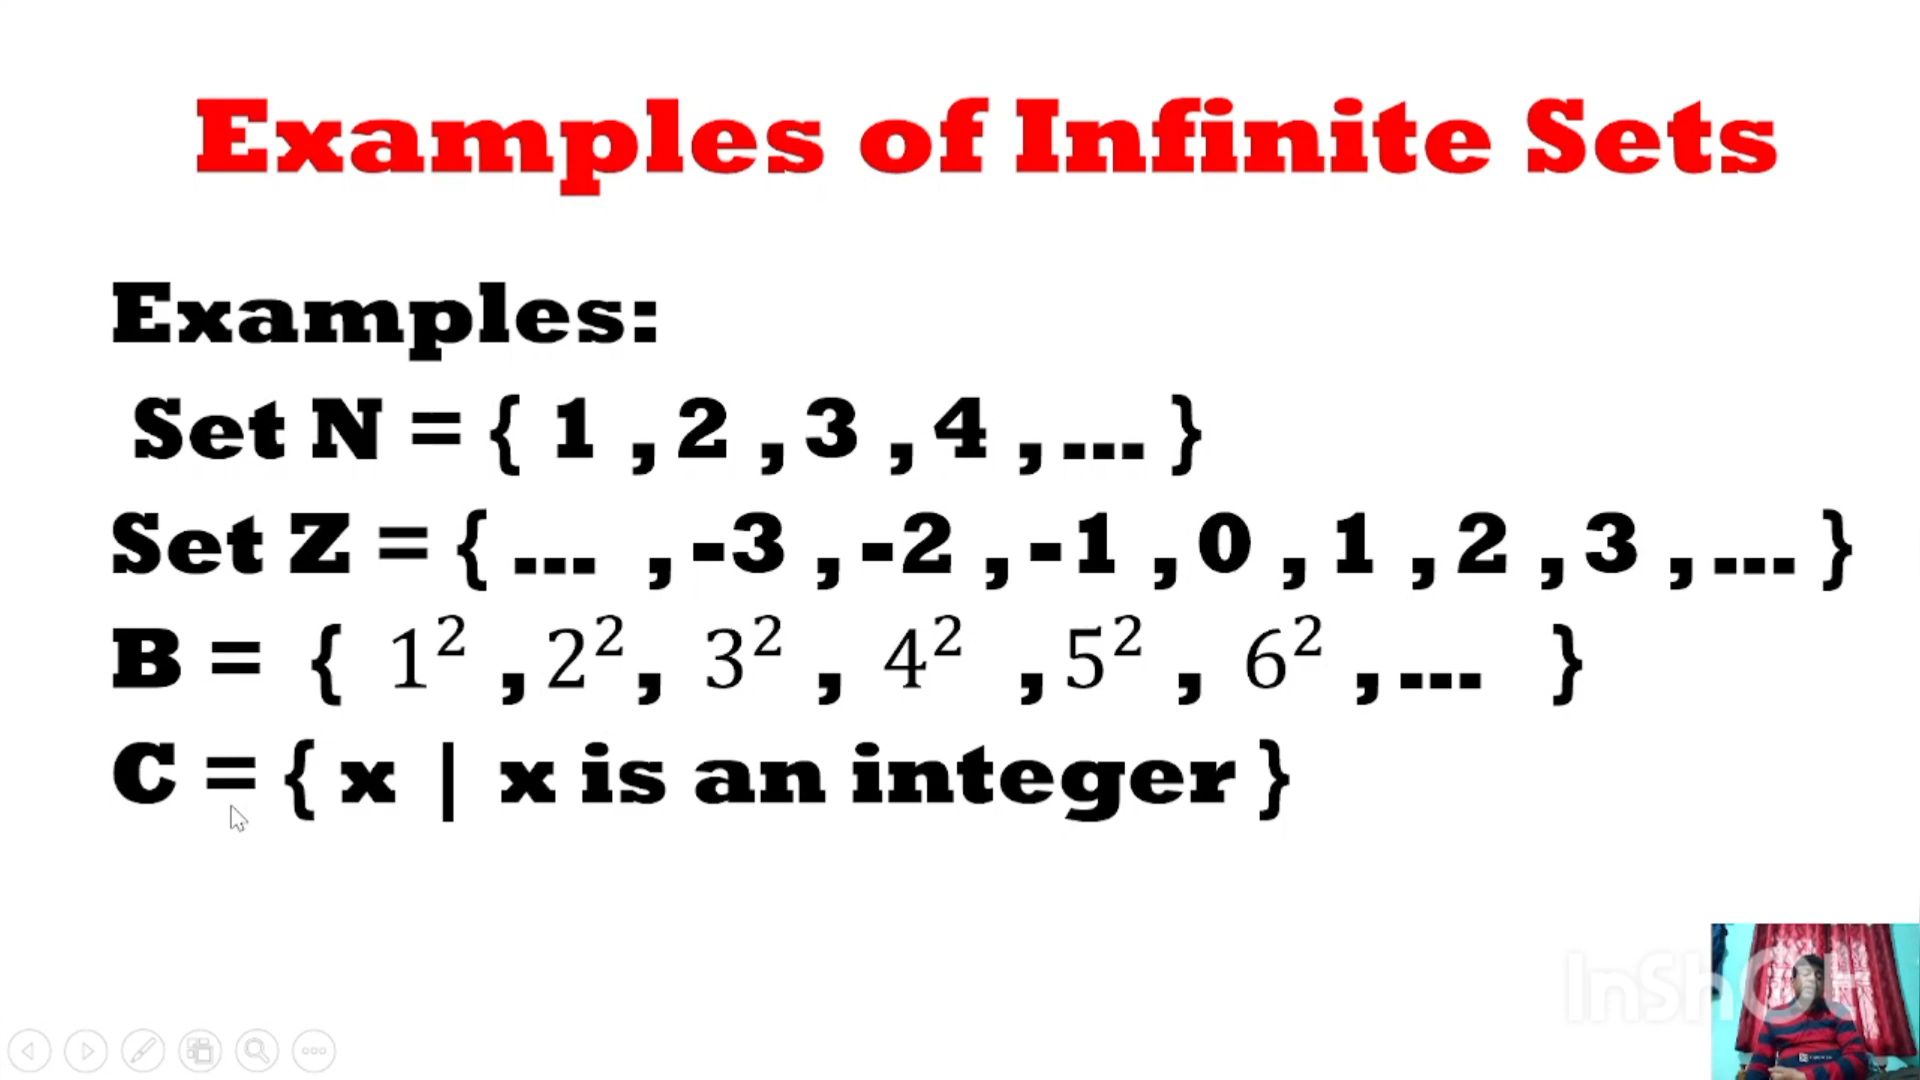 Examples of Infinite Sets
Examples:
Set N = { 1 , 2 , 3 , 4 , ... }
Set Z = { ... , -3 , -2 , -1 , 0 , 1 , 2 , 3 , ... }
B = { 1² , 2² , 3² , 4² , 5² , 6² , ... }
C = { x | x is an integer }
InShOt